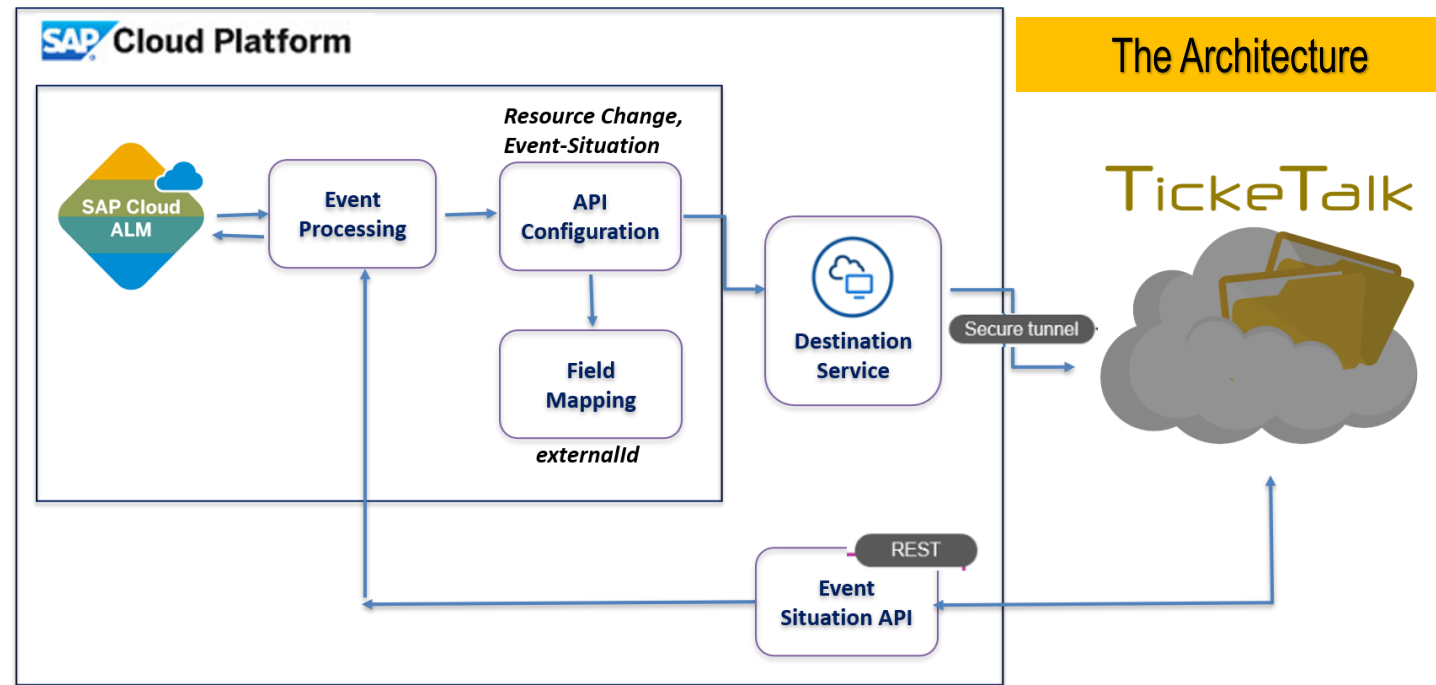 SAP Cloud Platform
The Architecture
Resource Change,
Event-Situation
SAP Cloud
ALM
Event
Processing
API
Configuration
TickeTalk
Destination
Service
Secure tunnel
Field
Mapping
externalId
REST
Event
Situation API